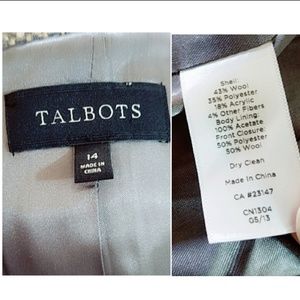 TALBOTS
14
MADE IN
CHINA
Shell:
43% Wool
35% Polyester
18% Acrylic
4% Other Fibers
Body Lining:
100% Acetate
Front Closure:
50% Polyester
50% Wool
Dry Clean
Made in China
CA #23147
CN1304
05/13